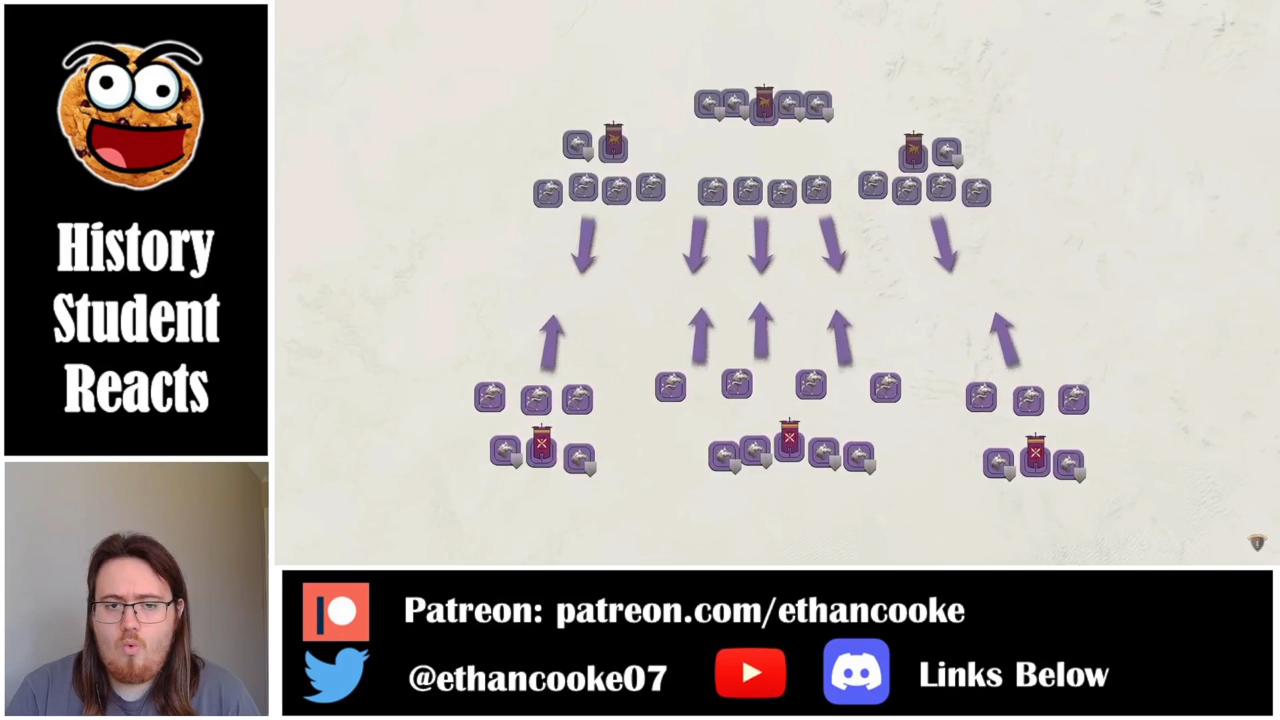 History
Student
Reacts
Patreon: patreon.com/ethancooke
@ethancooke07
Links Below